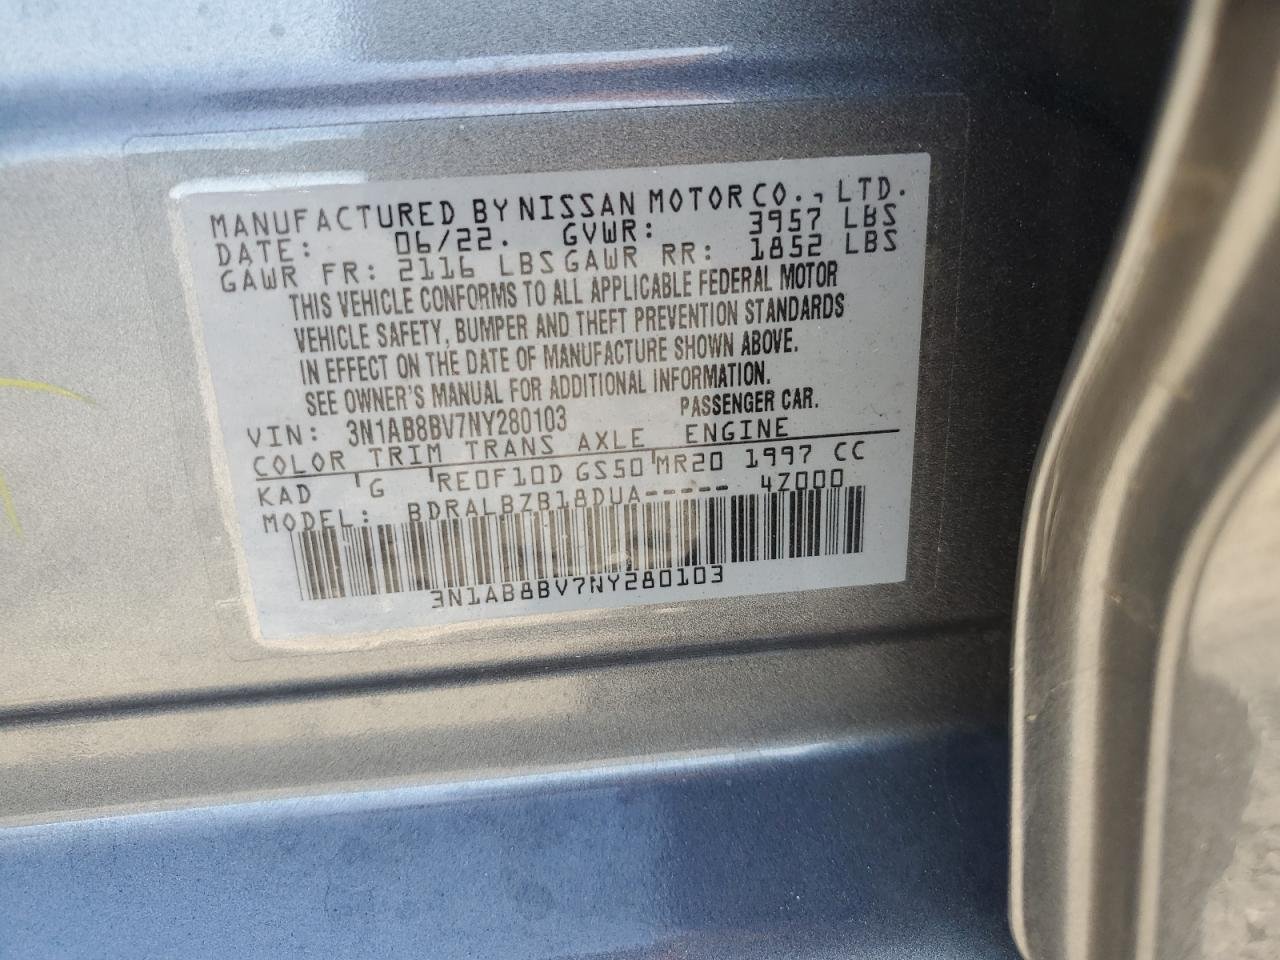 MANUFACTURED BY NISSAN MOTOR CO., LTD.
DATE: 06/22. GVWR: 3957 LBS
GAWR FR: 2116 LBS GAWR RR: 1852 LBS
THIS VEHICLE CONFORMS TO ALL APPLICABLE FEDERAL MOTOR
VEHICLE SAFETY, BUMPER AND THEFT PREVENTION STANDARDS
IN EFFECT ON THE DATE OF MANUFACTURE SHOWN ABOVE.
SEE OWNER'S MANUAL FOR ADDITIONAL INFORMATION.
VIN: 3N1AB8BV7NY280103 PASSENGER CAR.
COLOR TRIM TRANS AXLE ENGINE
KAD G RE0F10D GS50 MR20 1997 CC
MODEL: BDRALBZB18DUA----- 4Z000
3N1AB8BV7NY280103